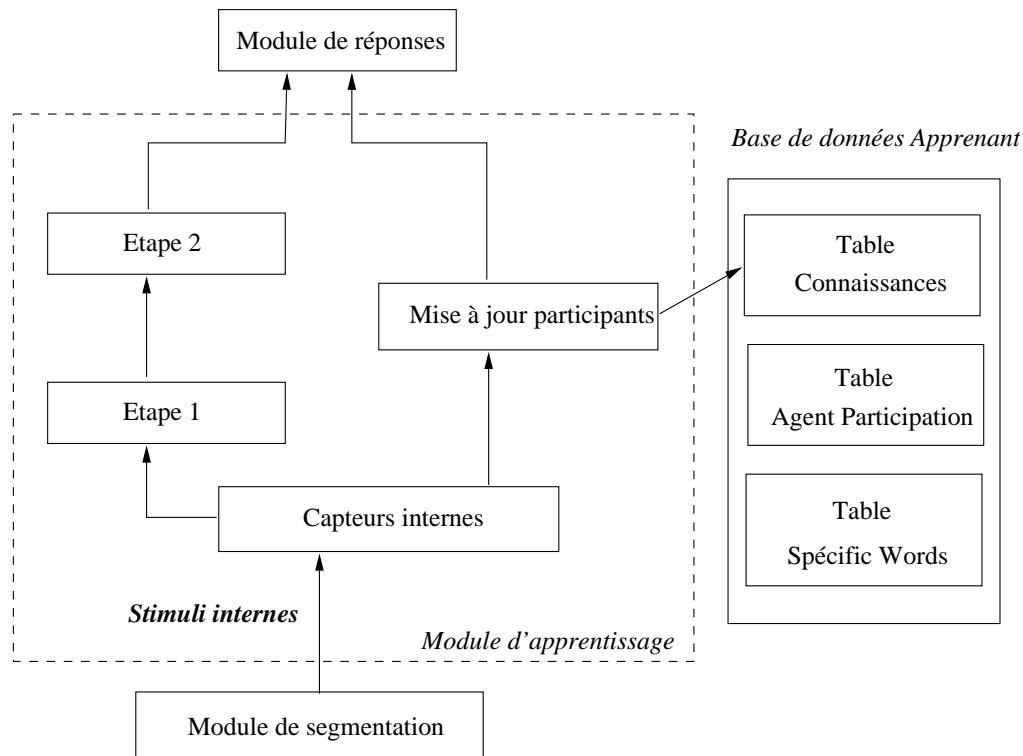 Module de réponses
Base de données Apprenant
Etape 2
Table
Connaissances
Mise à jour participants
Etape 1
Table
Agent Participation
Capteurs internes
Table
Spécific Words
Stimuli internes
Module d'apprentissage
Module de segmentation